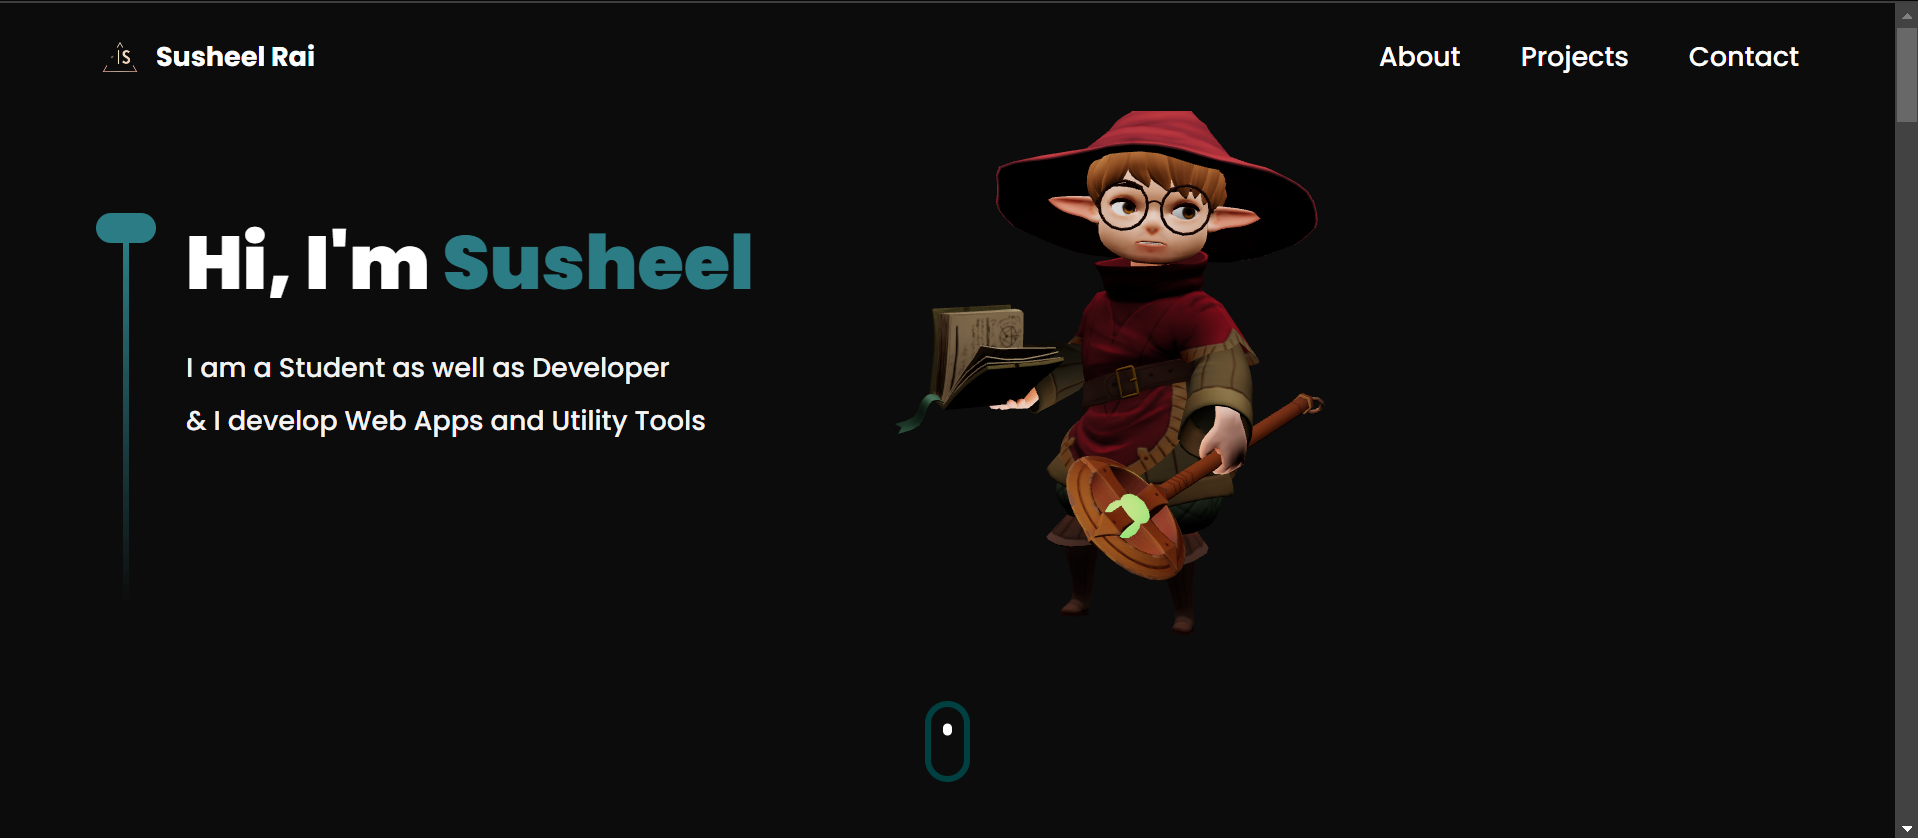 iS
Susheel Rai
About
Projects
Contact
Hi, I'm Susheel
I am a Student as well as Developer
& I develop Web Apps and Utility Tools